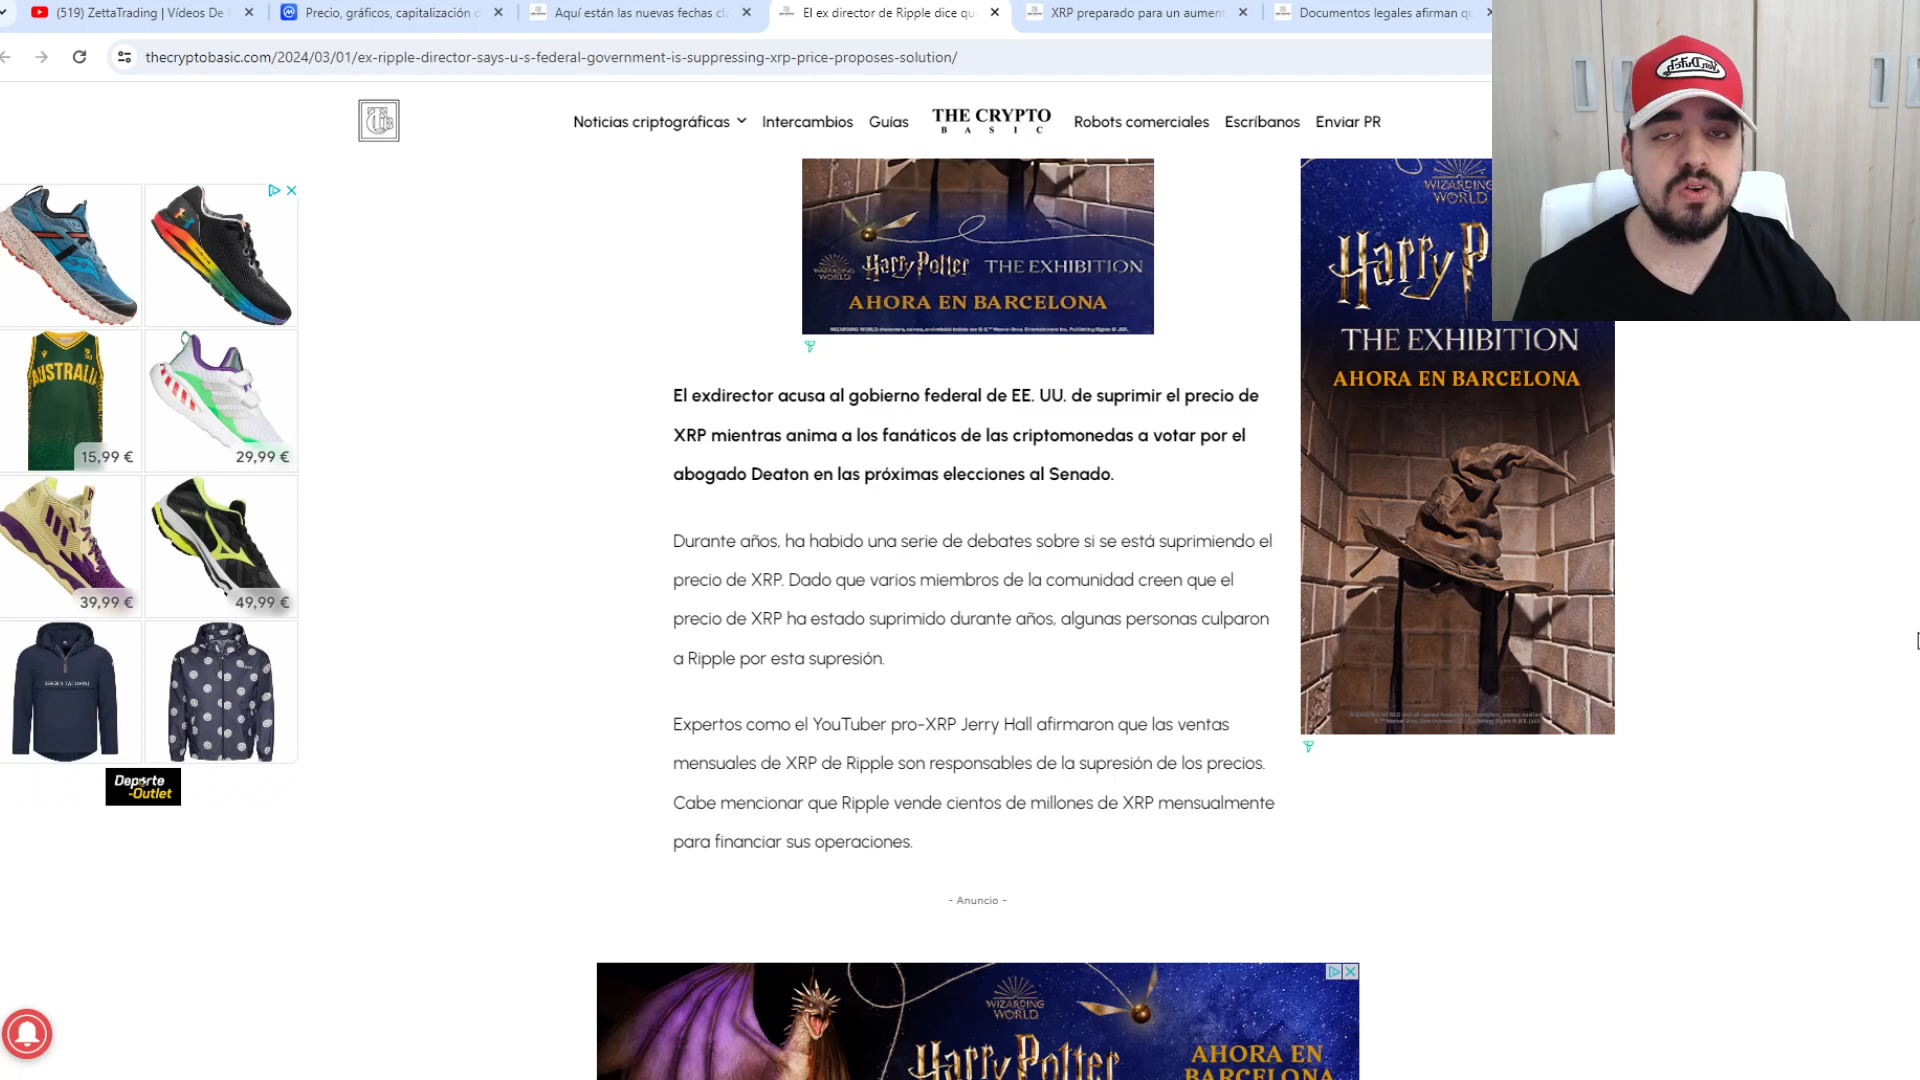 (519) ZettaTrading | Vídeos De
Precio, gráficos, capitalización
Aquí están las nuevas fechas cl
El ex director de Ripple dice qu
XRP preparado para un aumen
Documentos legales afirman qu
thecryptobasic.com/2024/03/01/ex-ripple-director-says-u-s-federal-government-is-suppressing-xrp-price-proposes-solution/
Noticias criptográficas
Intercambios
Guías
THE CRYPTO
BASIC
Robots comerciales
Escríbanos
Enviar PR
AUSTRALIA
15,99 €
29,99 €
39,99 €
49,99 €
SERGIO TACCHINI
Deporte
-Outlet
WIZARDING
WORLD
Harry Potter THE EXHIBITION
AHORA EN BARCELONA
WIZARDING
WORLD
Harry P
THE EXHIBITION
AHORA EN BARCELONA
Von Dutch
El exdirector acusa al gobierno federal de EE. UU. de suprimir el precio de
XRP mientras anima a los fanáticos de las criptomonedas a votar por el
abogado Deaton en las próximas elecciones al Senado.
Durante años, ha habido una serie de debates sobre si se está suprimiendo el
precio de XRP. Dado que varios miembros de la comunidad creen que el
precio de XRP ha estado suprimido durante años, algunas personas culparon
a Ripple por esta supresión.
Expertos como el YouTuber pro-XRP Jerry Hall afirmaron que las ventas
mensuales de XRP de Ripple son responsables de la supresión de los precios.
Cabe mencionar que Ripple vende cientos de millones de XRP mensualmente
para financiar sus operaciones.
- Anuncio -
WIZARDING
WORLD
Harry Potter
AHORA EN
BARCELONA